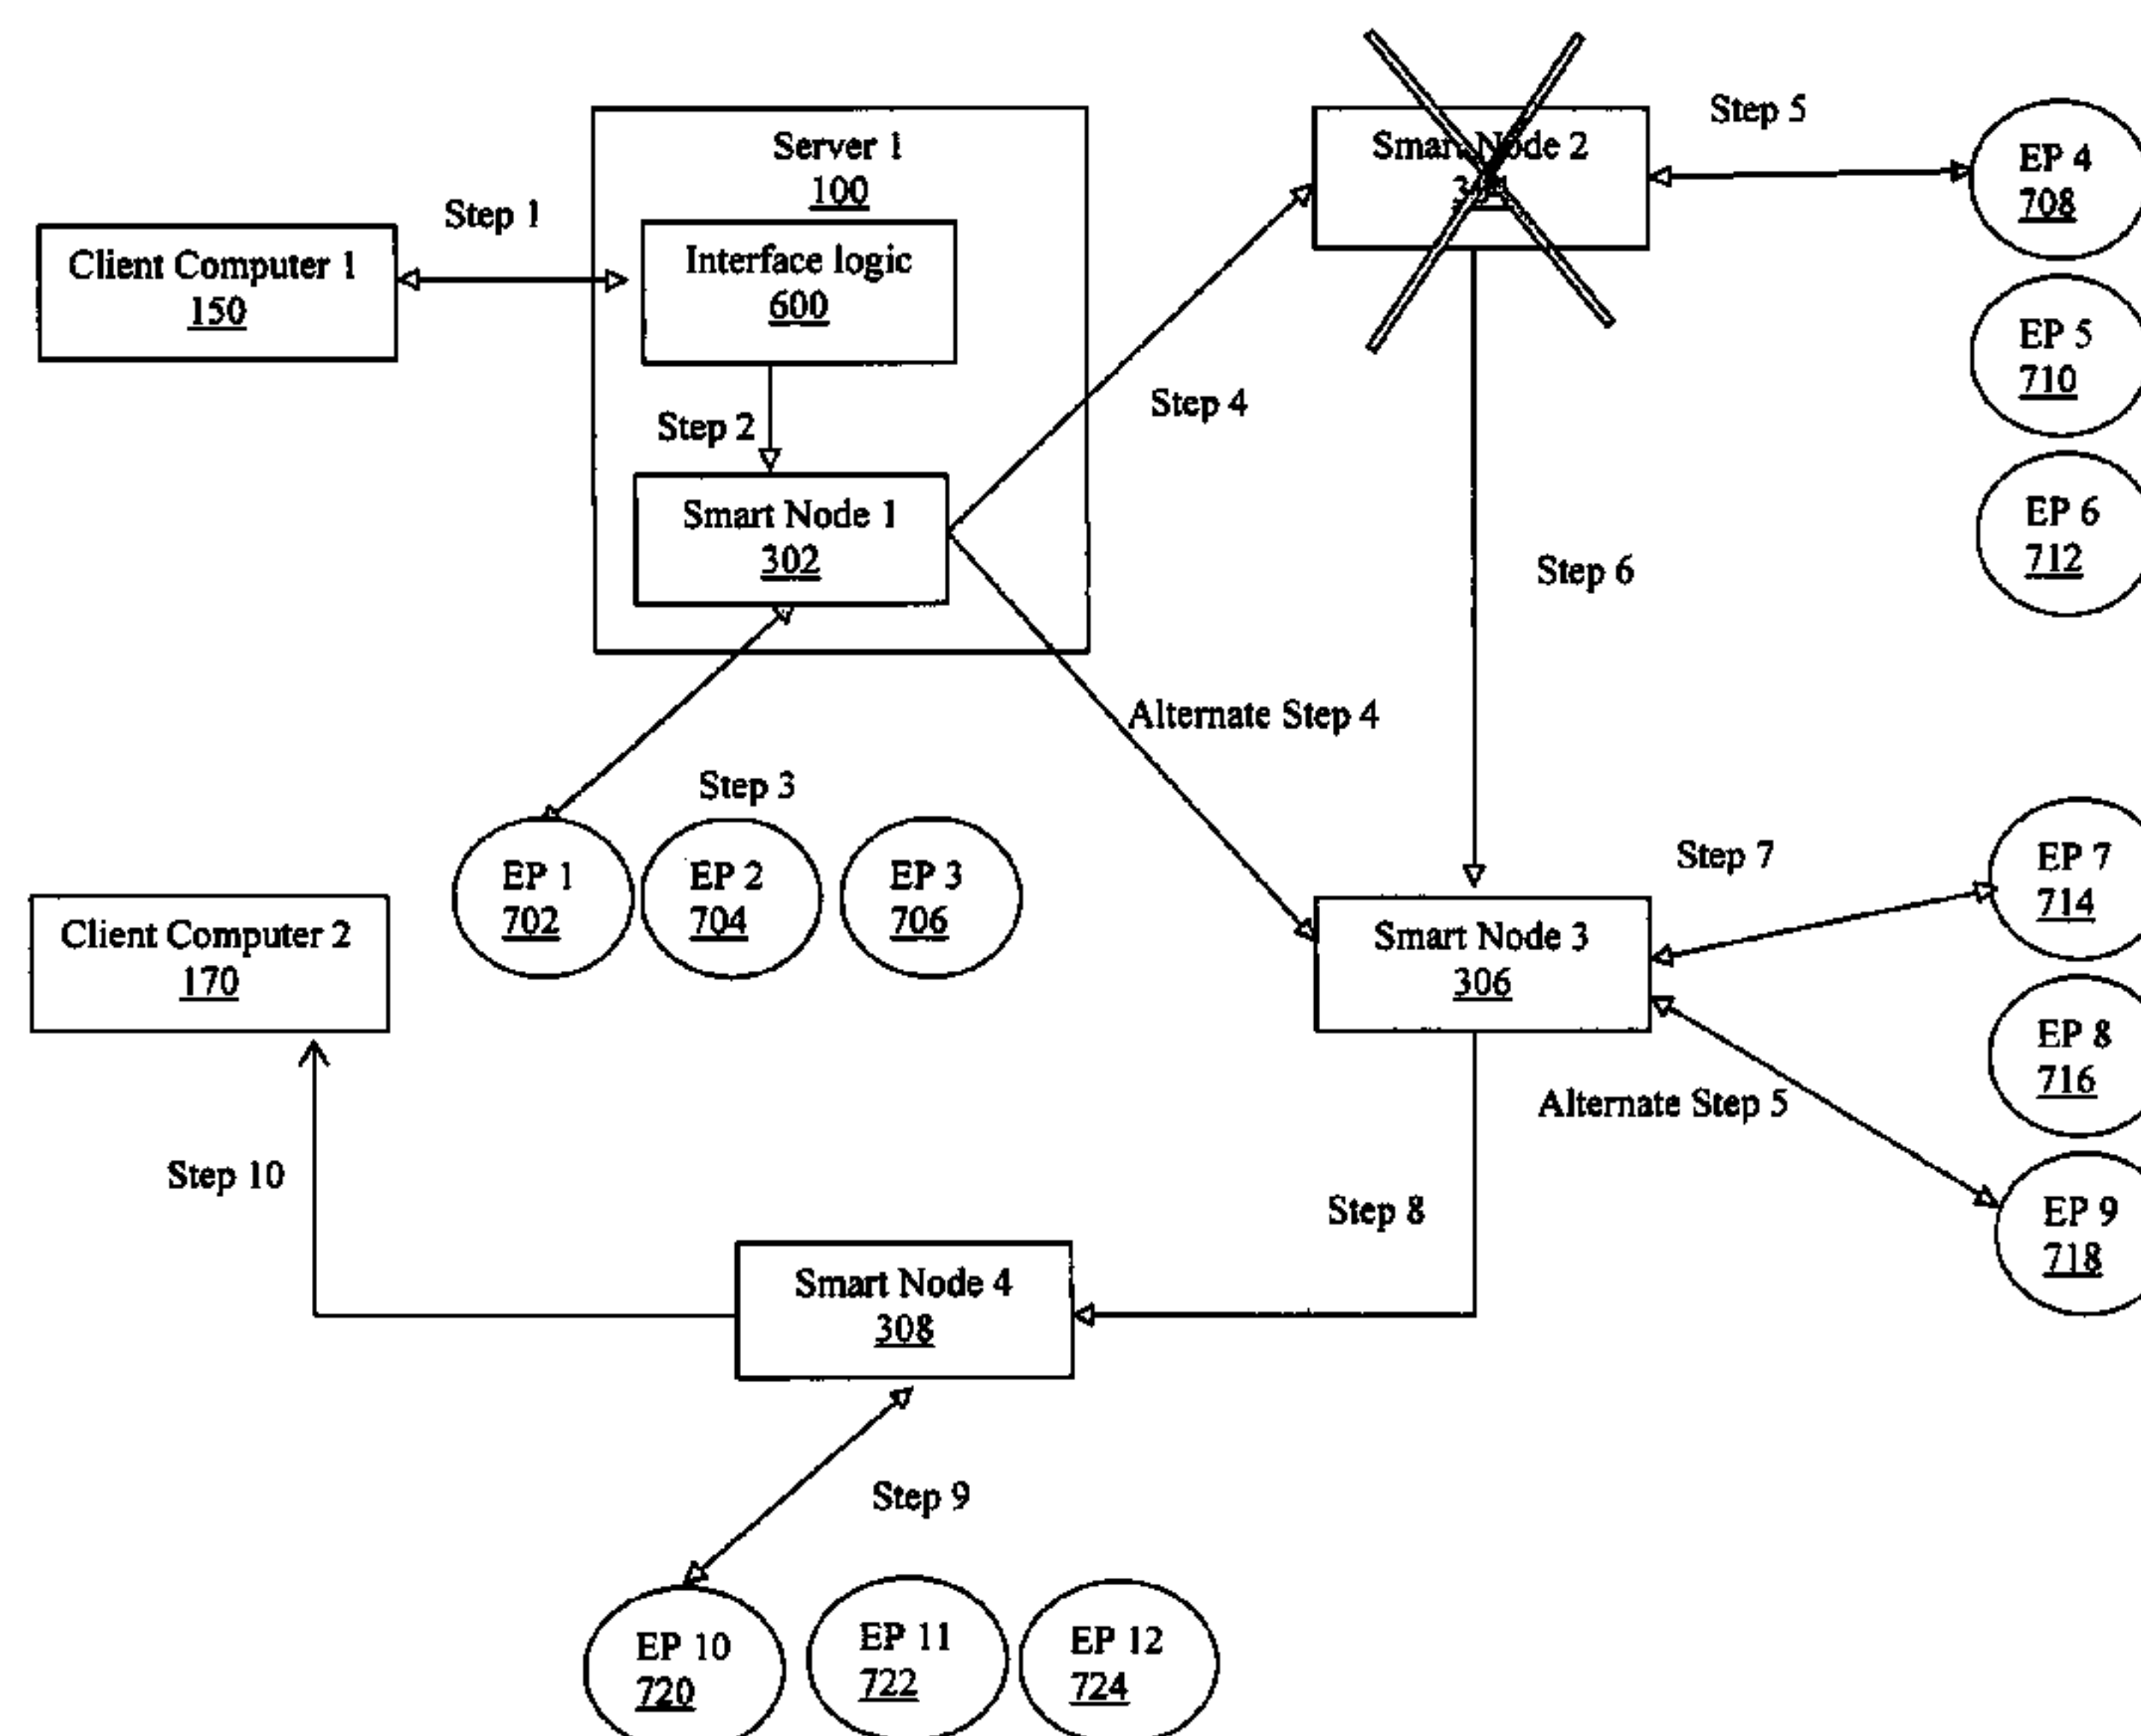 Server 1
100
Step 1
Client Computer 1
150
Interface logic
600
Step 2
Smart Node 1
302
Smart Node 2
Step 5
EP 4
708
EP 5
710
EP 6
712
Step 4
Step 6
Alternate Step 4
Step 3
EP 1
702
EP 2
704
EP 3
706
Client Computer 2
170
Smart Node 3
306
Step 7
EP 7
714
EP 8
716
Alternate Step 5
EP 9
718
Step 10
Step 8
Smart Node 4
308
Step 9
EP 10
720
EP 11
722
EP 12
724